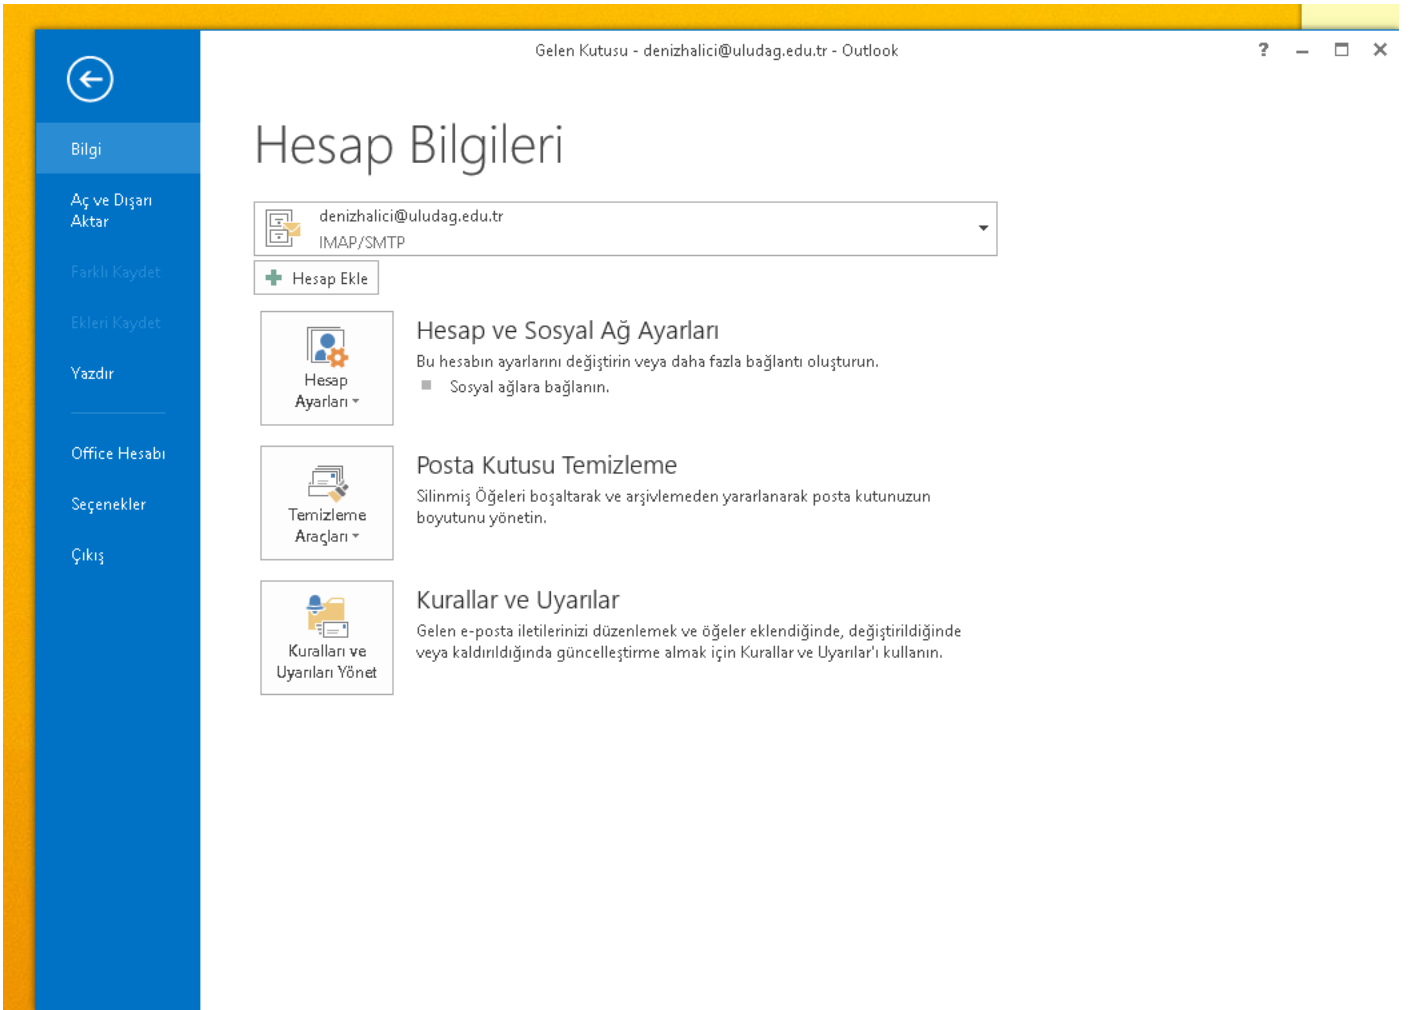 Gelen Kutusu - denizhalici@uludag.edu.tr - Outlook
?
Bilgi
Aç ve Dışarı
Aktar
Farklı Kaydet
Ekleri Kaydet
Yazdır
Office Hesabı
Seçenekler
Çıkış
Hesap Bilgileri
denizhalici@uludag.edu.tr
IMAP/SMTP
Hesap Ekle
Hesap
Ayarları
Hesap ve Sosyal Ağ Ayarları
Bu hesabın ayarlarını değiştirin veya daha fazla bağlantı oluşturun.
Sosyal ağlara bağlanın.
Temizleme
Araçları
Posta Kutusu Temizleme
Silinmiş Öğeleri boşaltarak ve arşivlemeden yararlanarak posta kutunuzun
boyutunu yönetin.
Kuralları ve
Uyarıları Yönet
Kurallar ve Uyarılar
Gelen e-posta iletilerinizi düzenlemek ve öğeler eklendiğinde, değiştirildiğinde
veya kaldırıldığında güncelleştirme almak için Kurallar ve Uyarılar'ı kullanın.